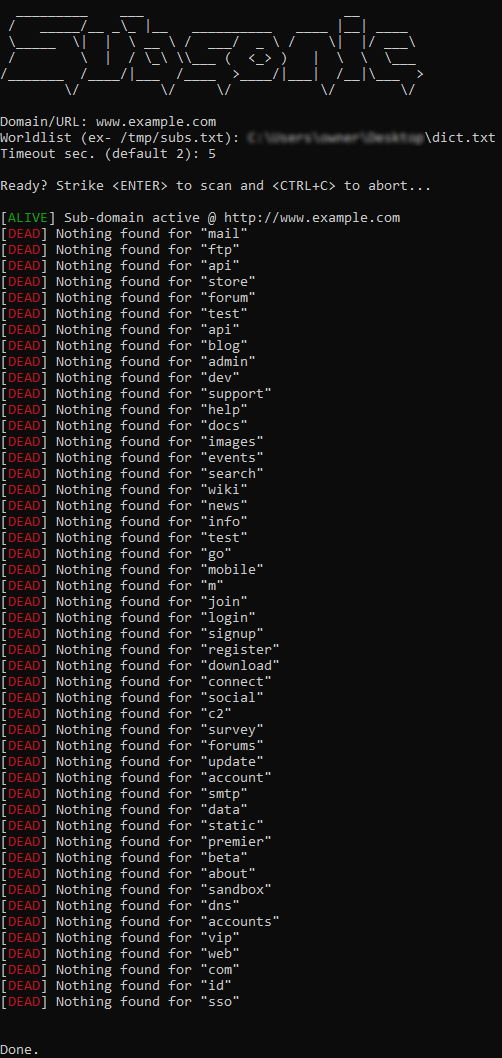 Domain/URL: www.example.com
Worldlist (ex- /tmp/subs.txt): \dict.txt
Timeout sec. (default 2): 5
Ready? Strike <ENTER> to scan and <CTRL+C> to abort...
[ALIVE] Sub-domain active @ http://www.example.com
[DEAD] Nothing found for "mail"
[DEAD] Nothing found for "ftp"
[DEAD] Nothing found for "api"
[DEAD] Nothing found for "store"
[DEAD] Nothing found for "forum"
[DEAD] Nothing found for "test"
[DEAD] Nothing found for "api"
[DEAD] Nothing found for "blog"
[DEAD] Nothing found for "admin"
[DEAD] Nothing found for "dev"
[DEAD] Nothing found for "support"
[DEAD] Nothing found for "help"
[DEAD] Nothing found for "docs"
[DEAD] Nothing found for "images"
[DEAD] Nothing found for "events"
[DEAD] Nothing found for "search"
[DEAD] Nothing found for "wiki"
[DEAD] Nothing found for "news"
[DEAD] Nothing found for "info"
[DEAD] Nothing found for "test"
[DEAD] Nothing found for "go"
[DEAD] Nothing found for "mobile"
[DEAD] Nothing found for "m"
[DEAD] Nothing found for "join"
[DEAD] Nothing found for "login"
[DEAD] Nothing found for "signup"
[DEAD] Nothing found for "register"
[DEAD] Nothing found for "download"
[DEAD] Nothing found for "connect"
[DEAD] Nothing found for "social"
[DEAD] Nothing found for "c2"
[DEAD] Nothing found for "survey"
[DEAD] Nothing found for "forums"
[DEAD] Nothing found for "update"
[DEAD] Nothing found for "account"
[DEAD] Nothing found for "smtp"
[DEAD] Nothing found for "data"
[DEAD] Nothing found for "static"
[DEAD] Nothing found for "premier"
[DEAD] Nothing found for "beta"
[DEAD] Nothing found for "about"
[DEAD] Nothing found for "sandbox"
[DEAD] Nothing found for "dns"
[DEAD] Nothing found for "accounts"
[DEAD] Nothing found for "vip"
[DEAD] Nothing found for "web"
[DEAD] Nothing found for "com"
[DEAD] Nothing found for "id"
[DEAD] Nothing found for "sso"
Done.